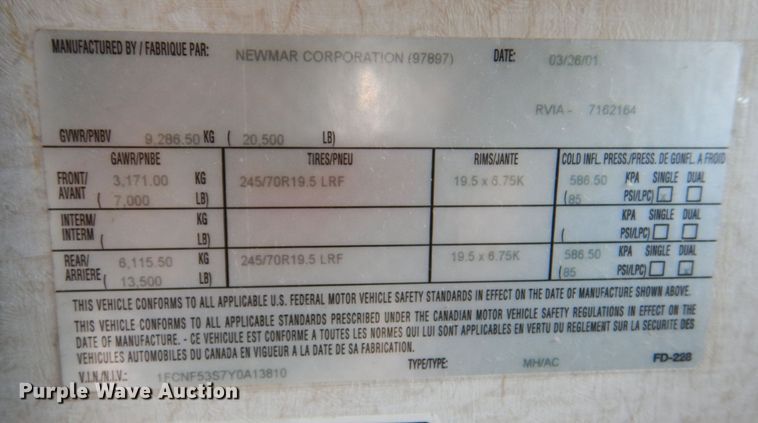 MANUFACTURED BY / FABRIQUE PAR: NEWMAR CORPORATION (97897) DATE: 03/26/01
RVIA - 7162164
GVWR/PNBV 9,286.50 KG ( 20,500 LB)
GAWR/PNBE TIRES/PNEU RIMS/JANTE COLD INFL. PRESS./PRESS. DE GONFL. A FROID
FRONT/ 3,171.00 KG 245/70R19.5 LRF 19.5 x 6.75K 586.50 KPA SINGLE DUAL
AVANT ( 7,000 LB) (85 PSI/LPC)
INTERM/ KG KPA SINGLE DUAL
INTERM ( LB) ( PSI/LPC)
REAR/ 6,115.50 KG 245/70R19.5 LRF 19.5 x 6.75K 586.50 KPA SINGLE DUAL
ARRIERE ( 13,500 LB) (85 PSI/LPC)
THIS VEHICLE CONFORMS TO ALL APPLICABLE U.S. FEDERAL MOTOR VEHICLE SAFETY STANDARDS IN EFFECT ON THE DATE OF MANUFACTURE SHOWN ABOVE.
THIS VEHICLE CONFORMS TO ALL APPLICABLE STANDARDS PRESCRIBED UNDER THE CANADIAN MOTOR VEHICLE SAFETY REGULATIONS IN EFFECT ON THE
DATE OF MANUFACTURE. - CE VEHICULE EST CONFORME A TOUTES LES NORMES QUI LUI SONT APPLICABLES EN VERTU DU REGLEMENT SUR LA SECURITE DES
VEHICULES AUTOMOBILES DU CANADA EN VIGUEUR A LA DATE DE SA FABRICATION.
V.I.N./N.I.V.: 1FCNF53S7Y0A13810 TYPE/TYPE: MH/AC FD-228
Purple Wave Auction